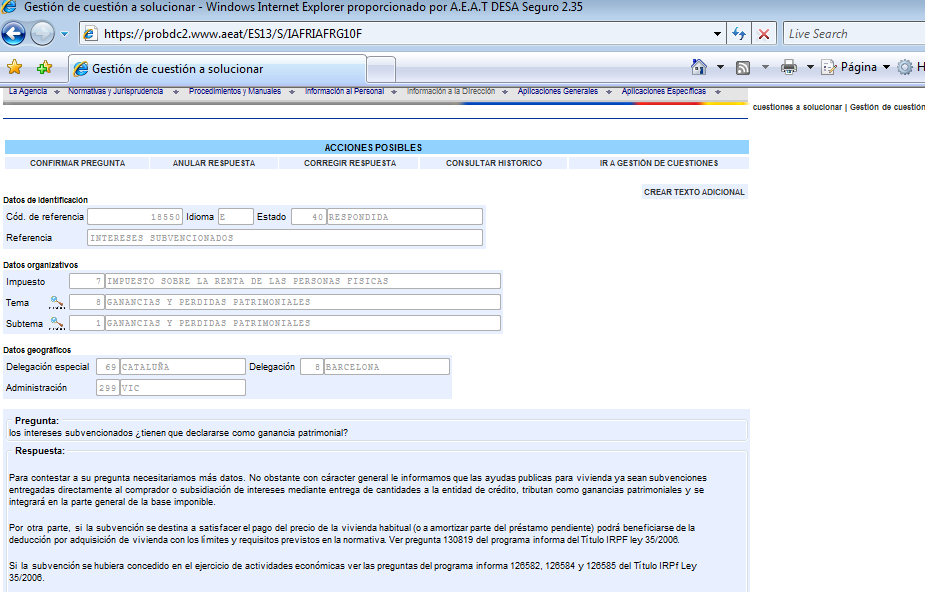 Gestión de cuestión a solucionar - Windows Internet Explorer proporcionado por A.E.A.T DESA Seguro 2.35
https://probdc2.www.aeat/ES13/S/IAFRIAFRG10F
Live Search
Gestión de cuestión a solucionar
Página
H
La Agencia Normativas y Jurisprudencia Procedimientos y Manuales Información al Personal Información a la Dirección Aplicaciones Generales Aplicaciones Específicas
cuestiones a solucionar | Gestión de cuestión
ACCIONES POSIBLES
CONFIRMAR PREGUNTA ANULAR RESPUESTA CORREGIR RESPUESTA CONSULTAR HISTORICO IR A GESTIÓN DE CUESTIONES
CREAR TEXTO ADICIONAL
Datos de identificación
Cód. de referencia 18550 Idioma E Estado 40 RESPONDIDA
Referencia INTERESES SUBVENCIONADOS
Datos organizativos
Impuesto 7 IMPUESTO SOBRE LA RENTA DE LAS PERSONAS FISICAS
Tema 8 GANANCIAS Y PERDIDAS PATRIMONIALES
Subtema 1 GANANCIAS Y PERDIDAS PATRIMONIALES
Datos geográficos
Delegación especial 69 CATALUÑA Delegación 8 BARCELONA
Administración 299 VIC
Pregunta:
los intereses subvencionados ¿tienen que declararse como ganancia patrimonial?
Respuesta:
Para contestar a su pregunta necesitariamos más datos. No obstante con cáracter general le informamos que las ayudas publicas para vivienda ya sean subvenciones
entregadas directamente al comprador o subsidiación de intereses mediante entrega de cantidades a la entidad de crédito, tributan como ganancias patrimoniales y se
integrará en la parte general de la base imponible.
Por otra parte, si la subvención se destina a satisfacer el pago del precio de la vivienda habitual (o a amortizar parte del préstamo pendiente) podrá beneficiarse de la
deducción por adquisición de vivienda con los límites y requisitos previstos en la normativa. Ver pregunta 130819 del programa informa del Título IRPF ley 35/2006.
Si la subvención se hubiera concedido en el ejercicio de actividades económicas ver las preguntas del programa informa 126582, 126584 y 126585 del Título IRPf Ley
35/2006.